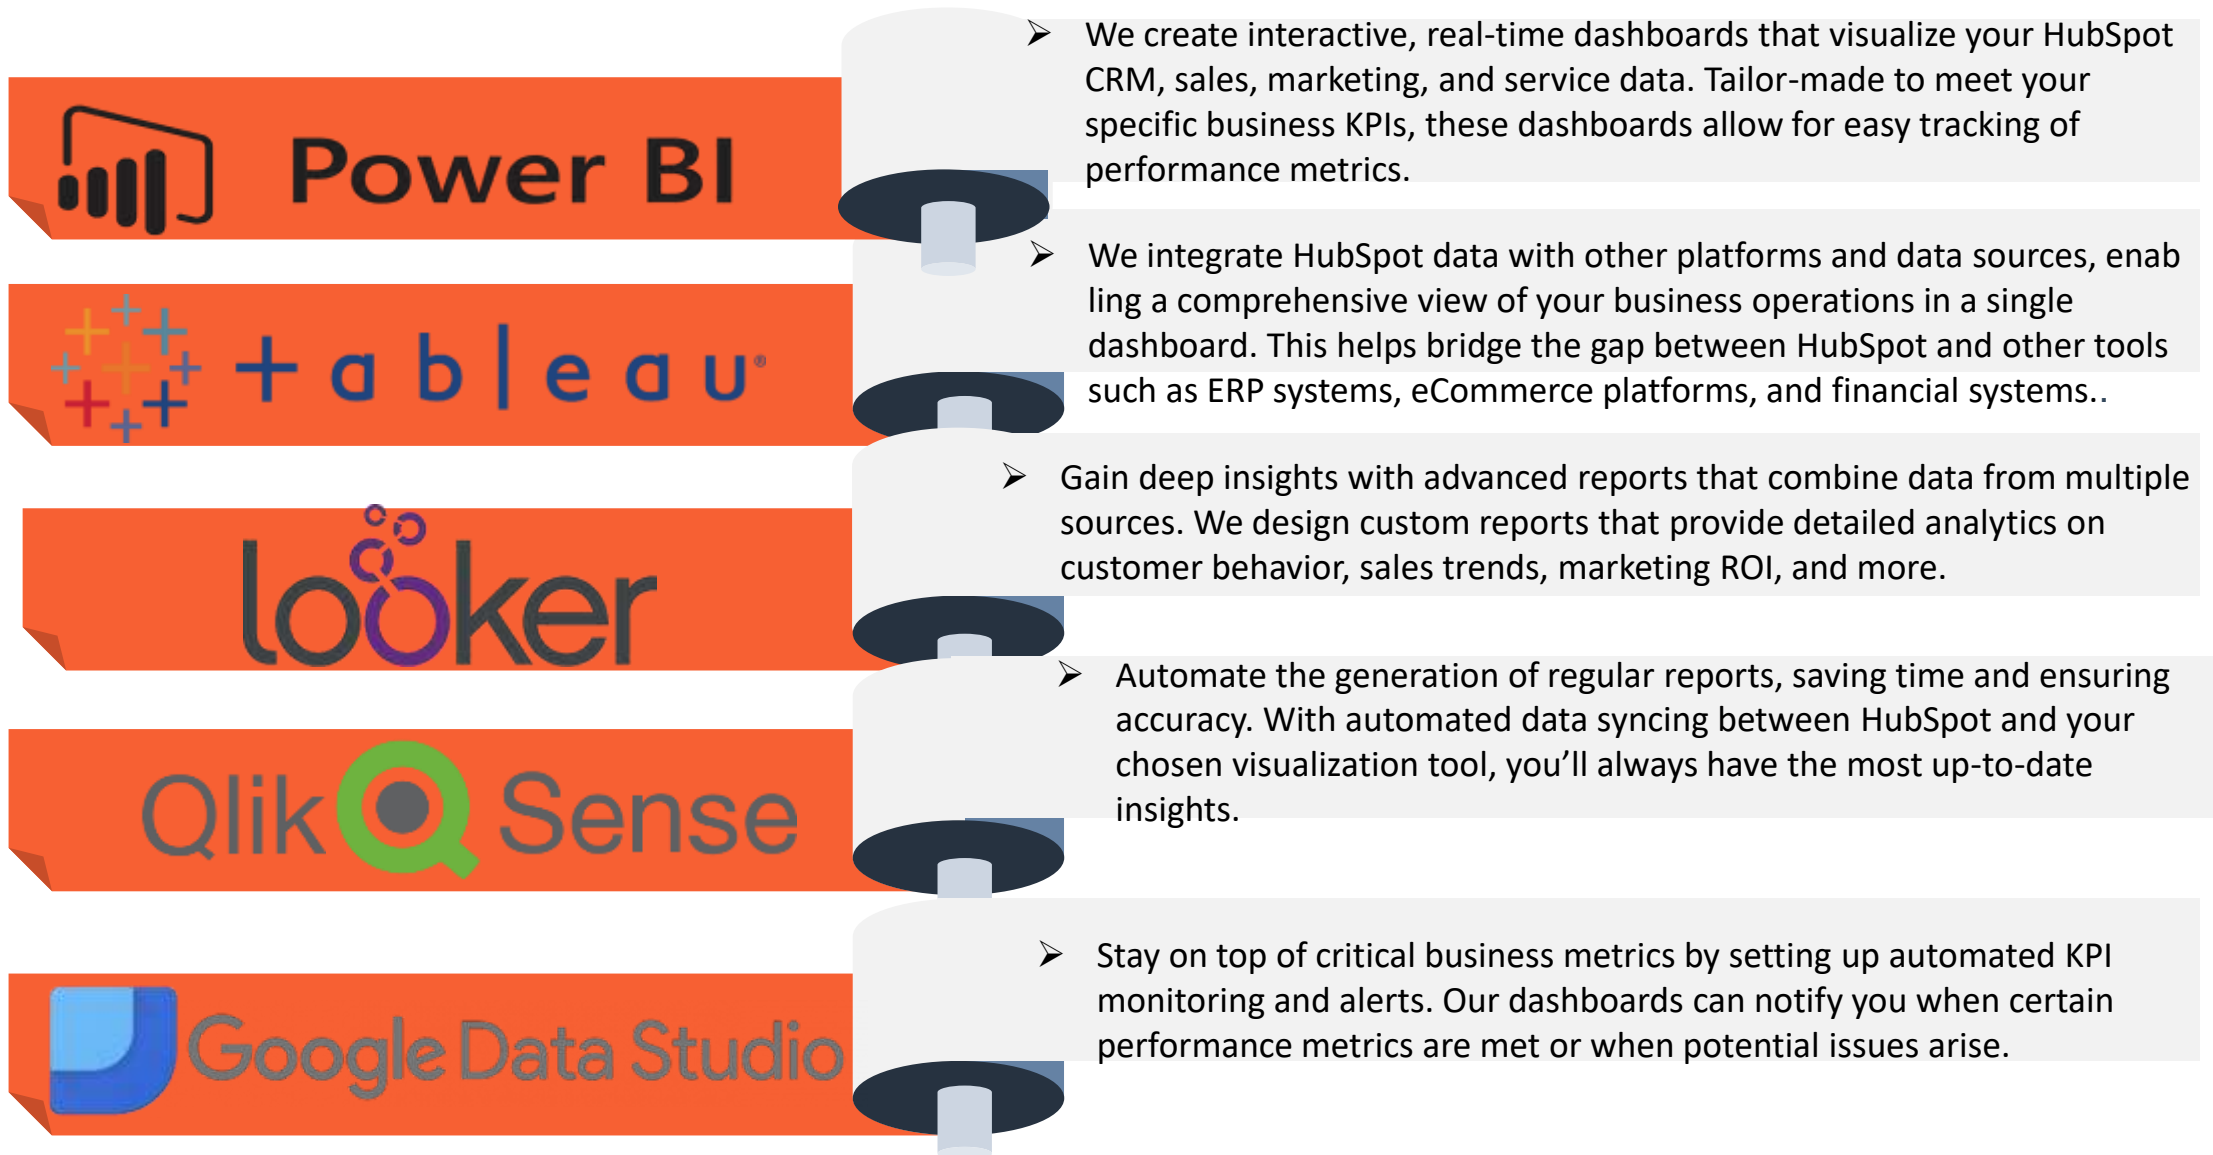 Power BI
➢ We create interactive, real-time dashboards that visualize your HubSpot
CRM, sales, marketing, and service data. Tailor-made to meet your
specific business KPIs, these dashboards allow for easy tracking of
performance metrics.
+ableau®
➢ We integrate HubSpot data with other platforms and data sources, enab
ling a comprehensive view of your business operations in a single
dashboard. This helps bridge the gap between HubSpot and other tools
such as ERP systems, eCommerce platforms, and financial systems..
looker
➢ Gain deep insights with advanced reports that combine data from multiple
sources. We design custom reports that provide detailed analytics on
customer behavior, sales trends, marketing ROI, and more.
Qlik Sense
➢ Automate the generation of regular reports, saving time and ensuring
accuracy. With automated data syncing between HubSpot and your
chosen visualization tool, you’ll always have the most up-to-date
insights.
Google Data Studio
➢ Stay on top of critical business metrics by setting up automated KPI
monitoring and alerts. Our dashboards can notify you when certain
performance metrics are met or when potential issues arise.